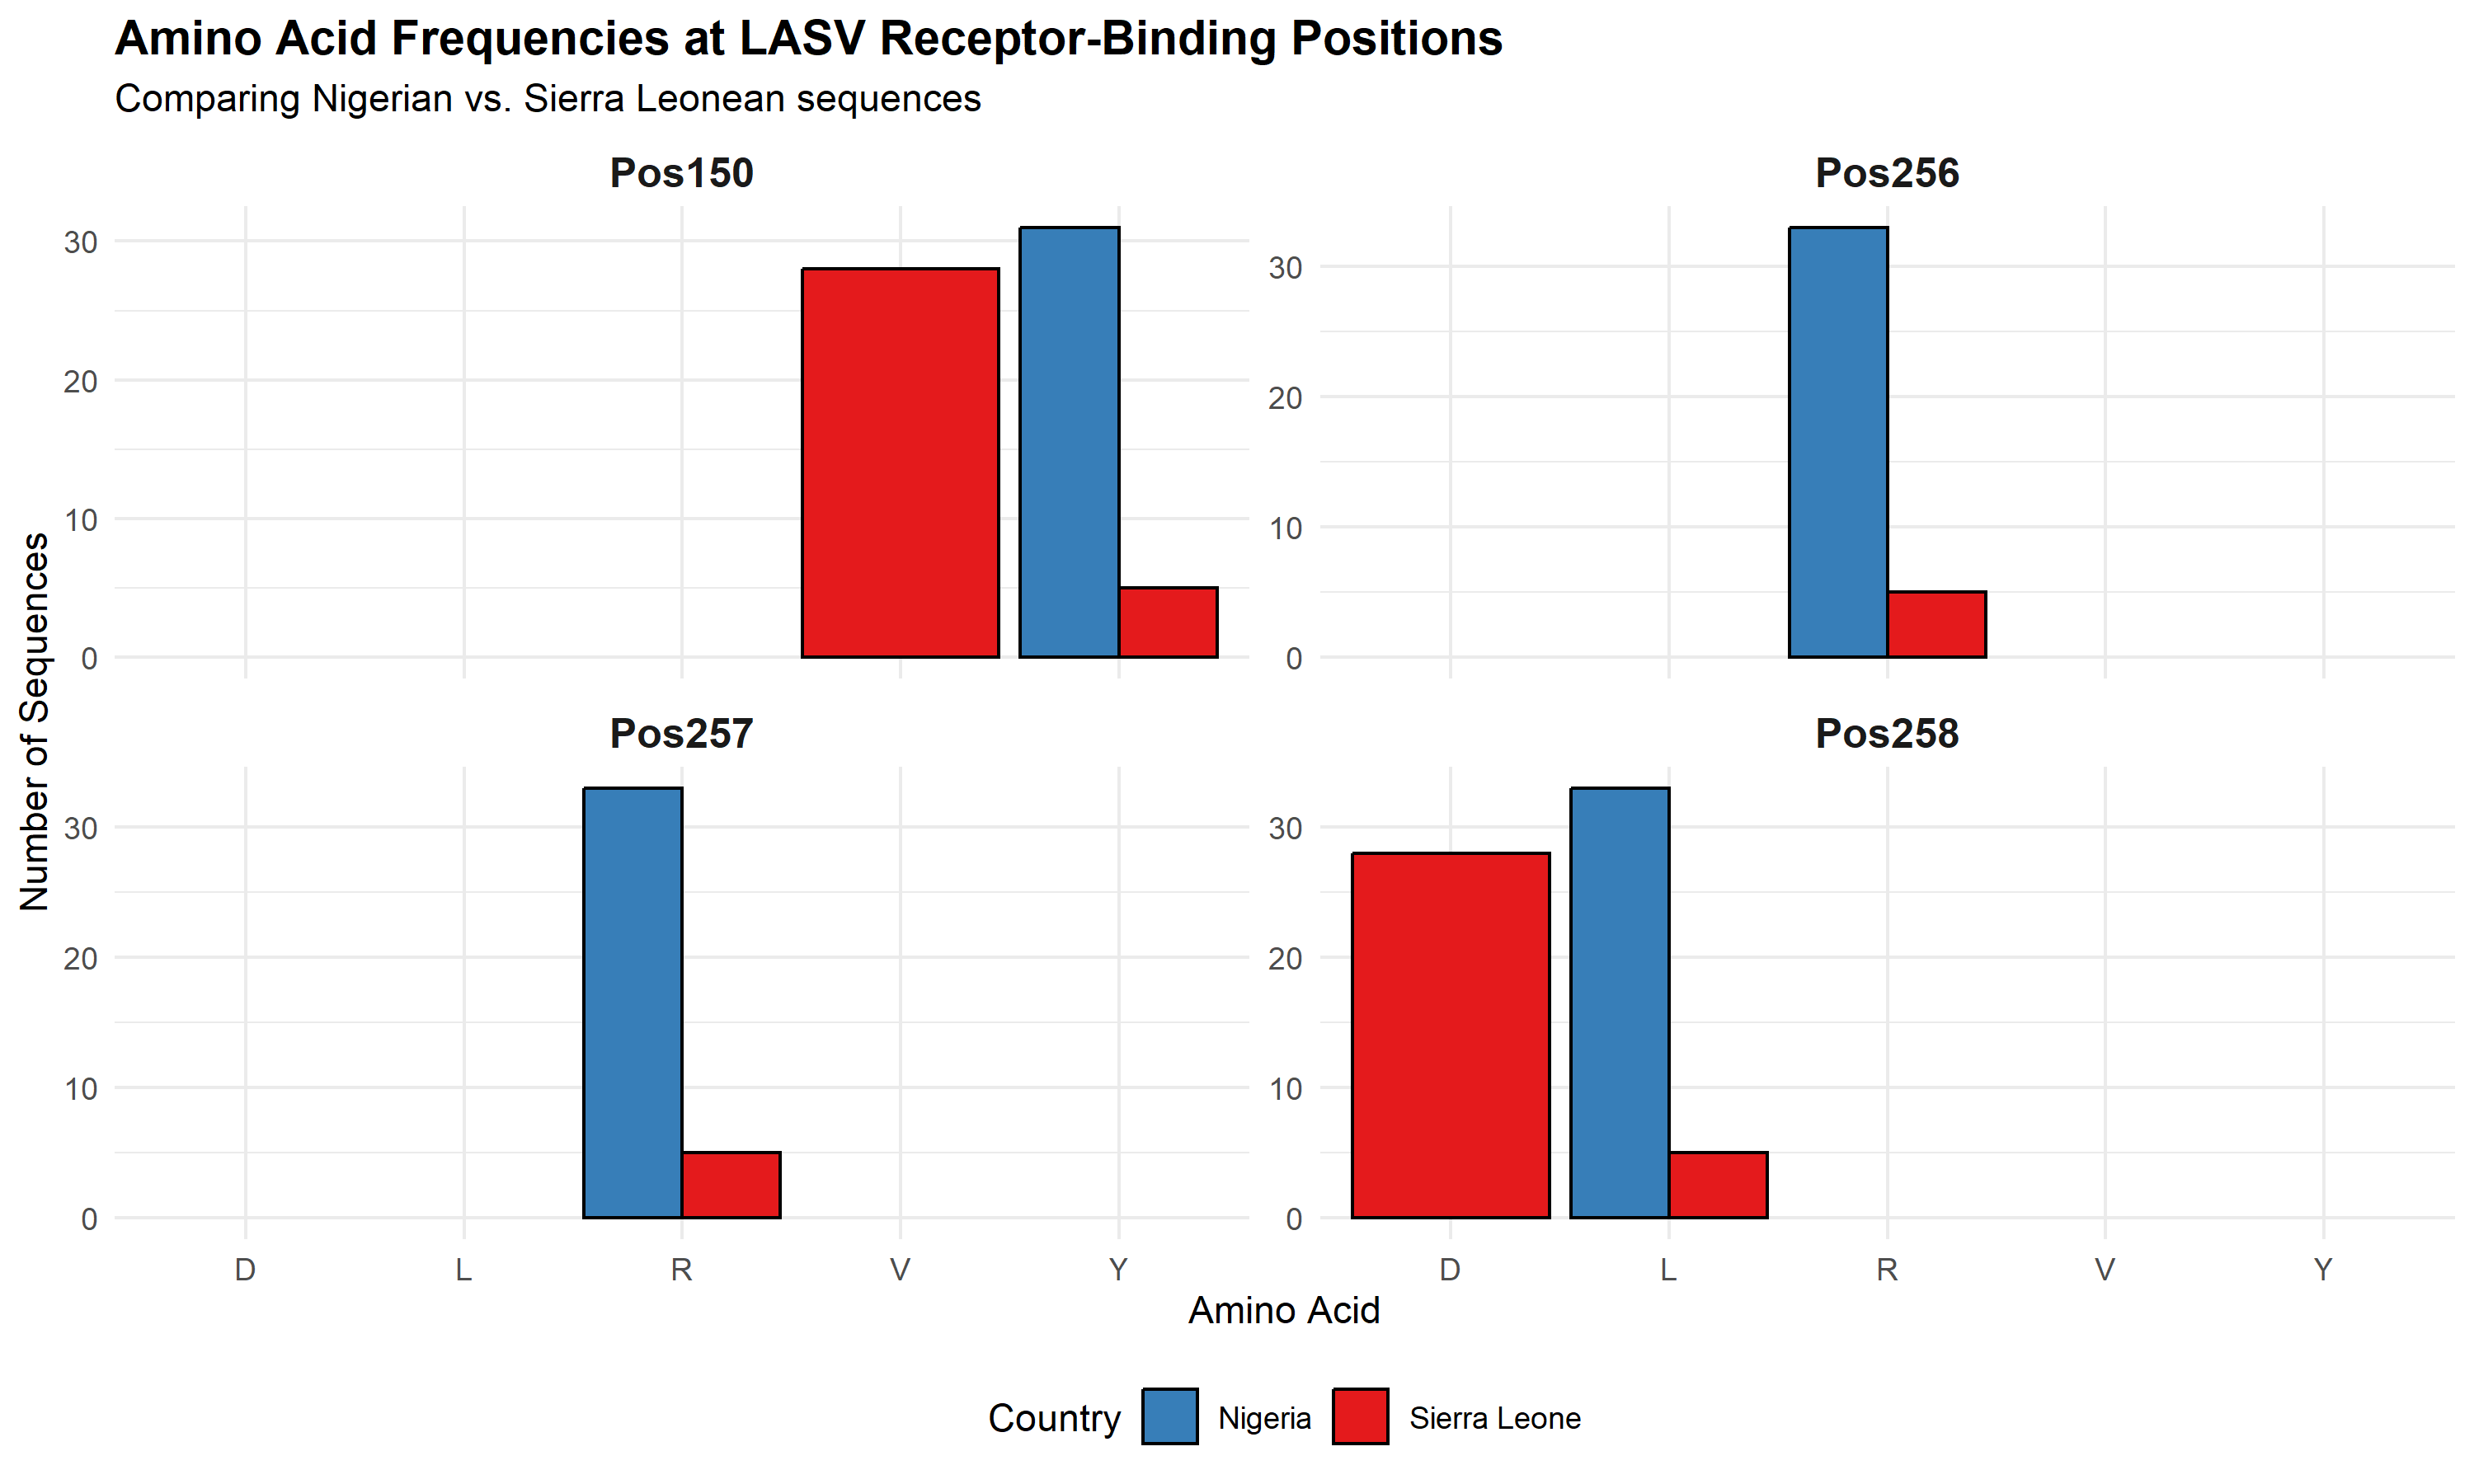 Amino Acid Frequencies at LASV Receptor-Binding Positions
Comparing Nigerian vs. Sierra Leonean sequences
Pos150
Pos256
30
20
10
0
30
20
10
0
Number of Sequences
Pos257
Pos258
30
20
10
0
30
20
10
0
D L R V Y
D L R V Y
Amino Acid
Country Nigeria Sierra Leone